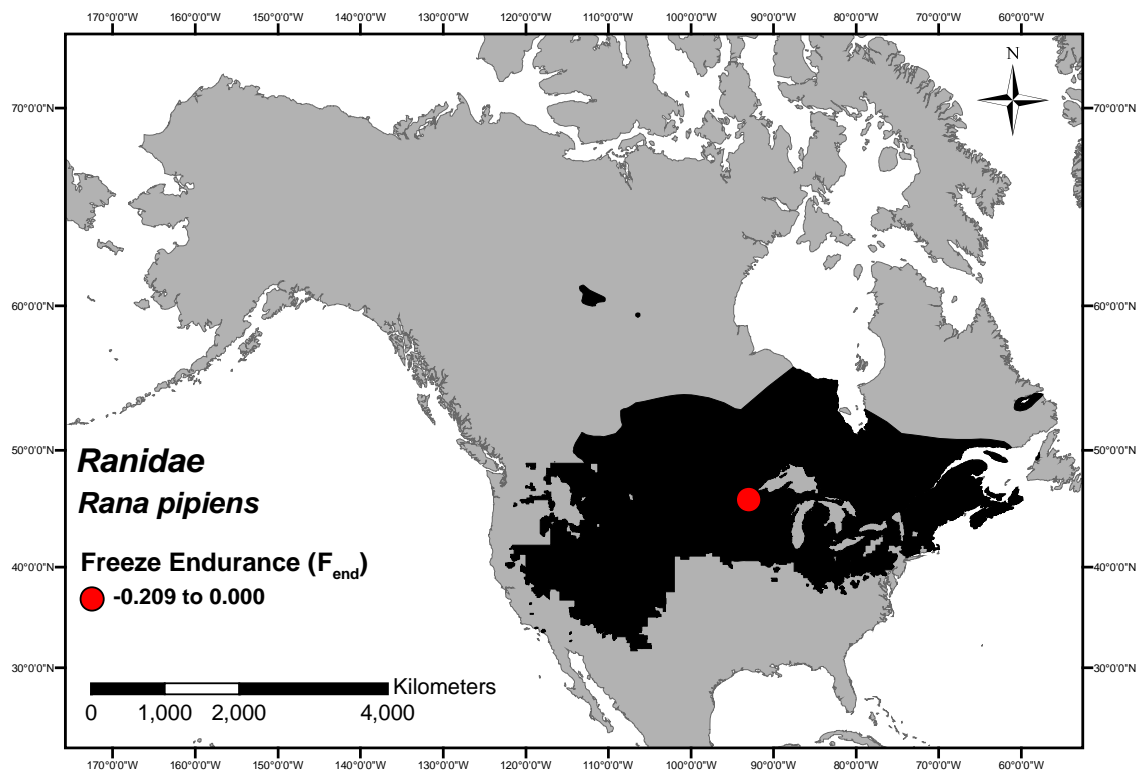 170°0'0"W 160°0'0"W 150°0'0"W 140°0'0"W 130°0'0"W 120°0'0"W 110°0'0"W 100°0'0"W 90°0'0"W 80°0'0"W 70°0'0"W 60°0'0"W
N
70°0'0"N 70°0'0"N
60°0'0"N 60°0'0"N
50°0'0"N 50°0'0"N
Ranidae
Rana pipiens
Freeze Endurance (Fend)
-0.209 to 0.000
40°0'0"N 40°0'0"N
30°0'0"N 30°0'0"N
Kilometers
0 1,000 2,000 4,000
170°0'0"W 160°0'0"W 150°0'0"W 140°0'0"W 130°0'0"W 120°0'0"W 110°0'0"W 100°0'0"W 90°0'0"W 80°0'0"W 70°0'0"W 60°0'0"W